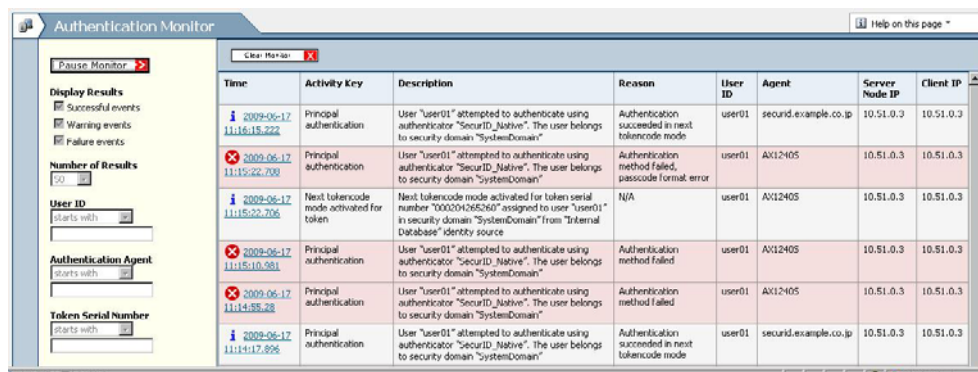 Authentication Monitor
Help on this page
Pause Monitor
Display Results
Successful events
Warning events
Failure events
Number of Results
50
User ID
starts with
Authentication Agent
starts with
Token Serial Number
starts with
Clear Monitor X
Time Activity Key Description Reason User ID Agent Server Node IP Client IP
2009-06-17 Principal User "user01" attempted to authenticate using Authentication user01 securid.example.co.jp 10.51.0.3 10.51.0.3
11:16:15.222 authentication authenticator "SecurID_Native". The user belongs succeeded in next
to security domain "SystemDomain" tokencode mode
2009-06-17 Principal User "user01" attempted to authenticate using Authentication user01 AX1240S 10.51.0.3 10.51.0.3
11:15:22.708 authentication authenticator "SecurID_Native". The user belongs method failed,
to security domain "SystemDomain" passcode format error
2009-06-17 Next tokencode Next tokencode mode activated for token serial N/A user01 AX1240S 10.51.0.3 10.51.0.3
11:15:22.706 mode activated for number "000204265260" assigned to user "user01"
token in security domain "SystemDomain" from "Internal
Database" identity source
2009-06-17 Principal User "user01" attempted to authenticate using Authentication user01 AX1240S 10.51.0.3 10.51.0.3
11:15:10.981 authentication authenticator "SecurID_Native". The user belongs method failed
to security domain "SystemDomain"
2009-06-17 Principal User "user01" attempted to authenticate using Authentication user01 AX1240S 10.51.0.3 10.51.0.3
11:14:55.28 authentication authenticator "SecurID_Native". The user belongs method failed
to security domain "SystemDomain"
2009-06-17 Principal User "user01" attempted to authenticate using Authentication user01 securid.example.co.jp 10.51.0.3 10.51.0.3
11:14:17.896 authentication authenticator "SecurID_Native". The user belongs succeeded in next
to security domain "SystemDomain" tokencode mode